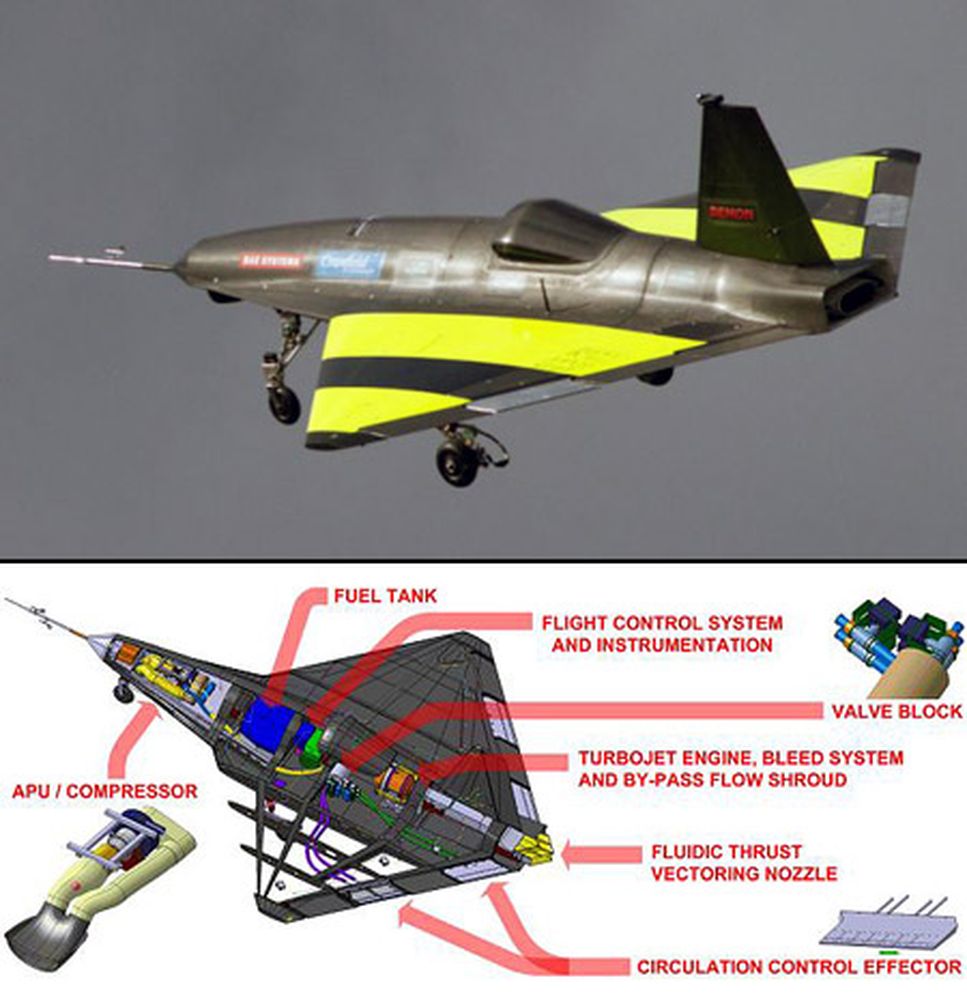 DEMON
BAE SYSTEMS
Cranfield
FUEL TANK
FLIGHT CONTROL SYSTEM
AND INSTRUMENTATION
VALVE BLOCK
TURBOJET ENGINE, BLEED SYSTEM
AND BY-PASS FLOW SHROUD
APU / COMPRESSOR
FLUIDIC THRUST
VECTORING NOZZLE
CIRCULATION CONTROL EFFECTOR